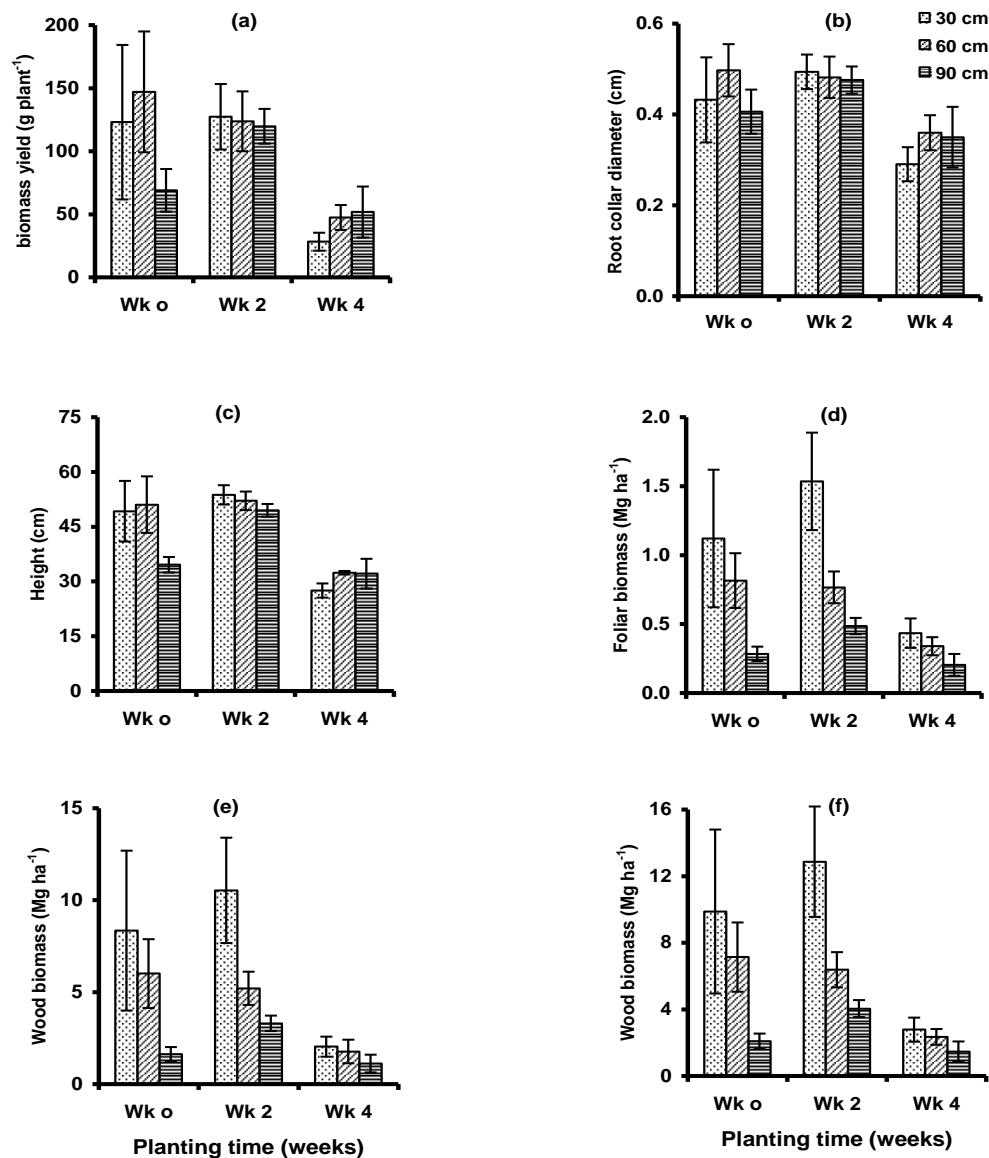 (a)
200
150
100
50
0
biomass yield (g plant⁻¹)
Wk o Wk 2 Wk 4
(b)
30 cm
60 cm
90 cm
0.6
0.4
0.2
0.0
Root collar diameter (cm)
Wk o Wk 2 Wk 4
(c)
75
60
45
30
15
0
Height (cm)
Wk o Wk 2 Wk 4
(d)
2.0
1.5
1.0
0.5
0.0
Foliar biomass (Mg ha⁻¹)
Wk o Wk 2 Wk 4
(e)
15
10
5
0
Wood biomass (Mg ha⁻¹)
Wk o Wk 2 Wk 4
Planting time (weeks)
(f)
16
12
8
4
0
Wood biomass (Mg ha⁻¹)
Wk o Wk 2 Wk 4
Planting time (weeks)